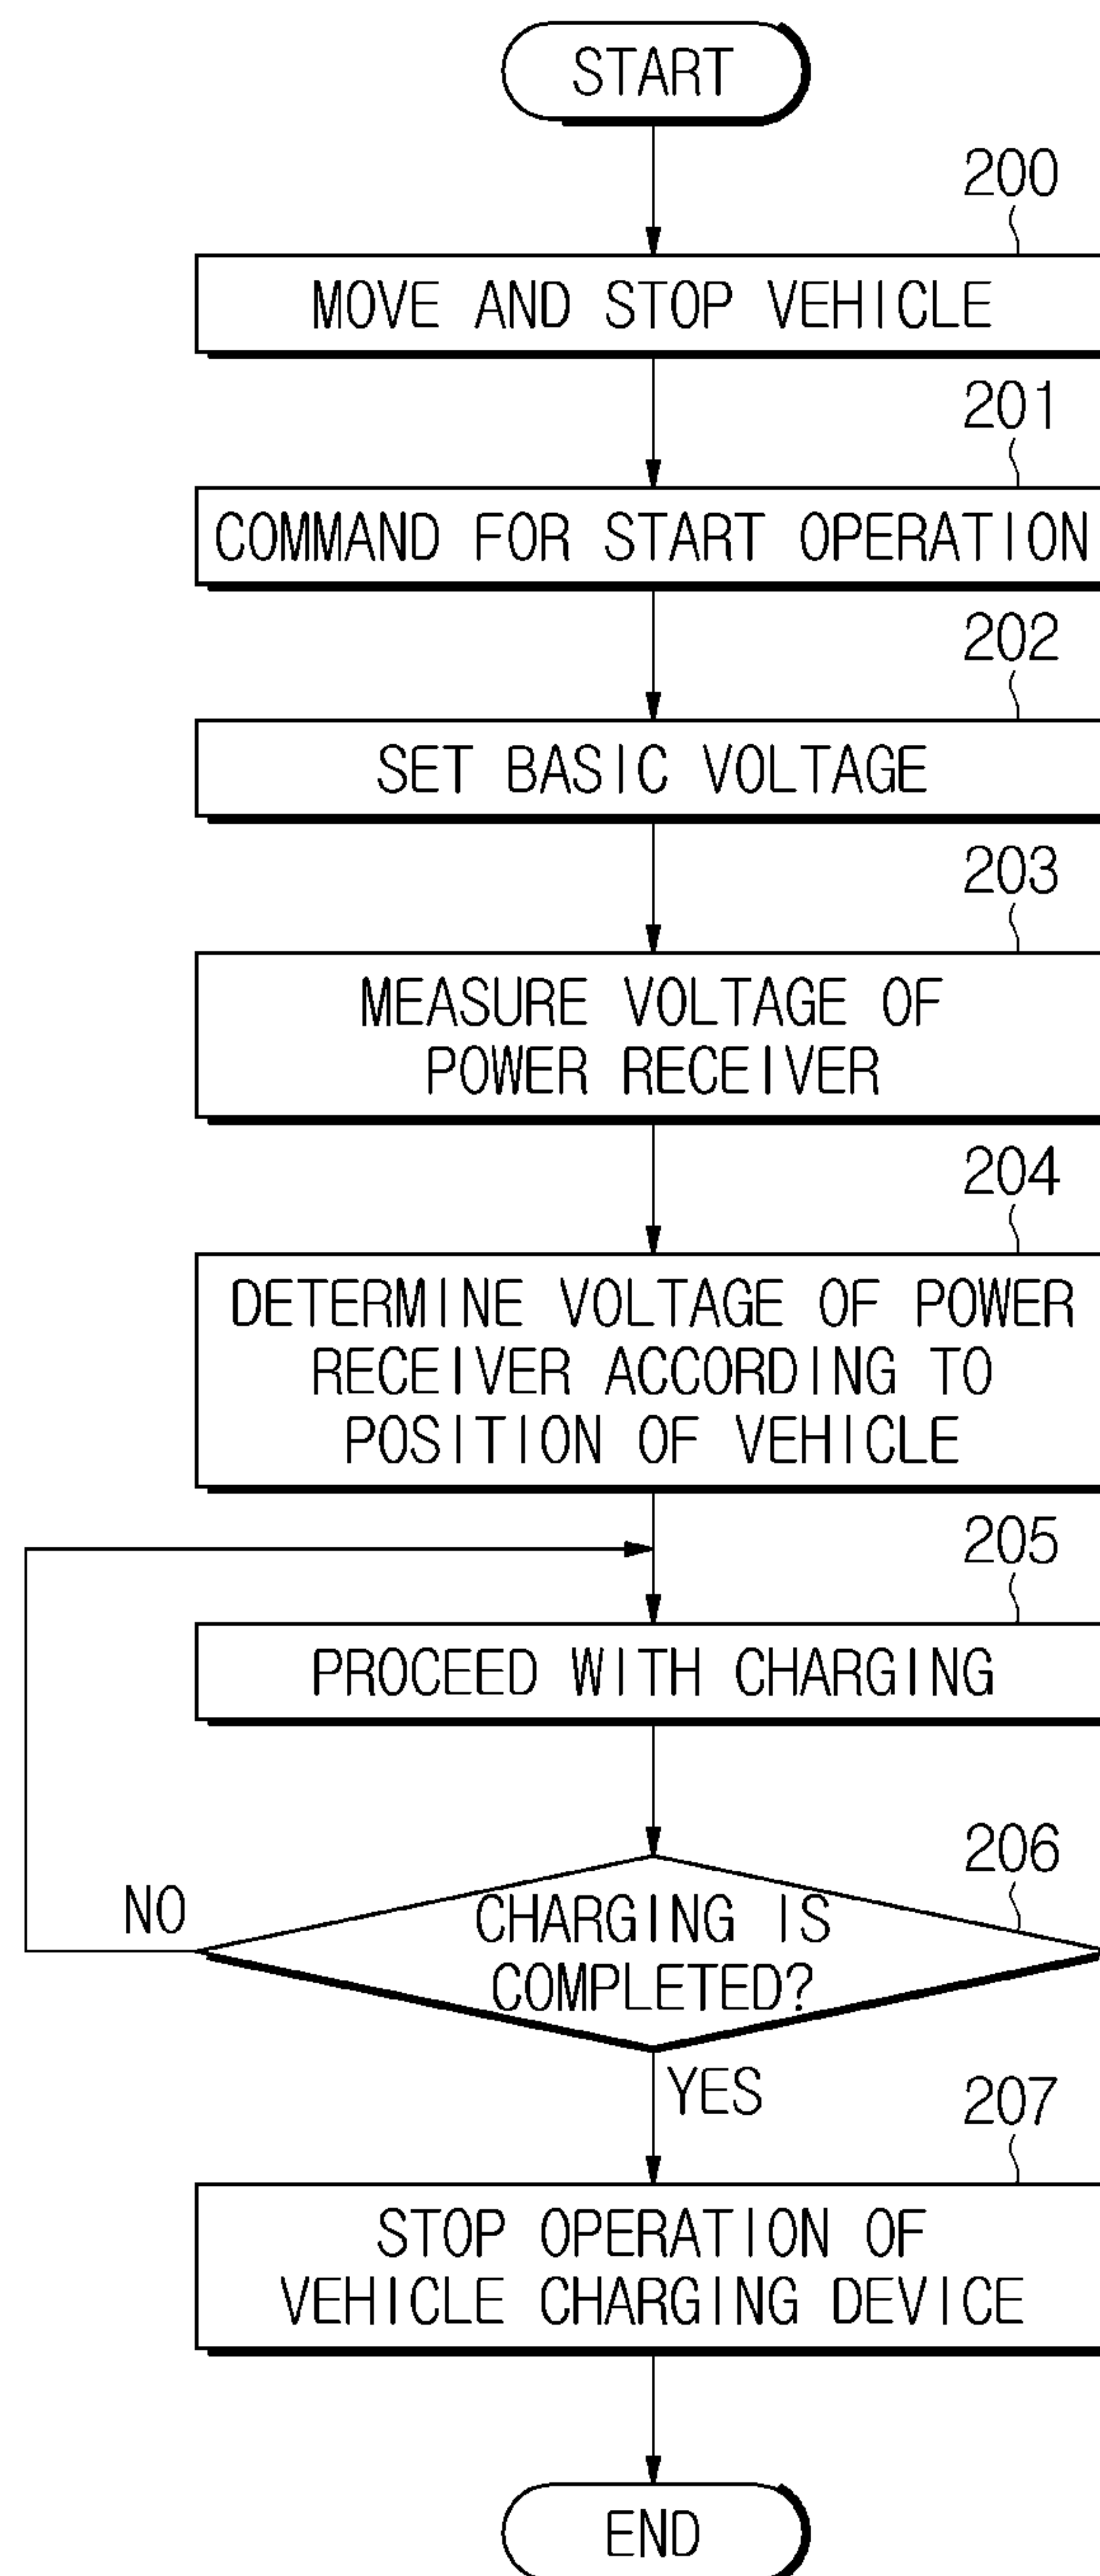 START
200
MOVE AND STOP VEHICLE
201
COMMAND FOR START OPERATION
202
SET BASIC VOLTAGE
203
MEASURE VOLTAGE OF
POWER RECEIVER
204
DETERMINE VOLTAGE OF POWER
RECEIVER ACCORDING TO
POSITION OF VEHICLE
205
PROCEED WITH CHARGING
206
NO
CHARGING IS
COMPLETED?
YES
207
STOP OPERATION OF
VEHICLE CHARGING DEVICE
END